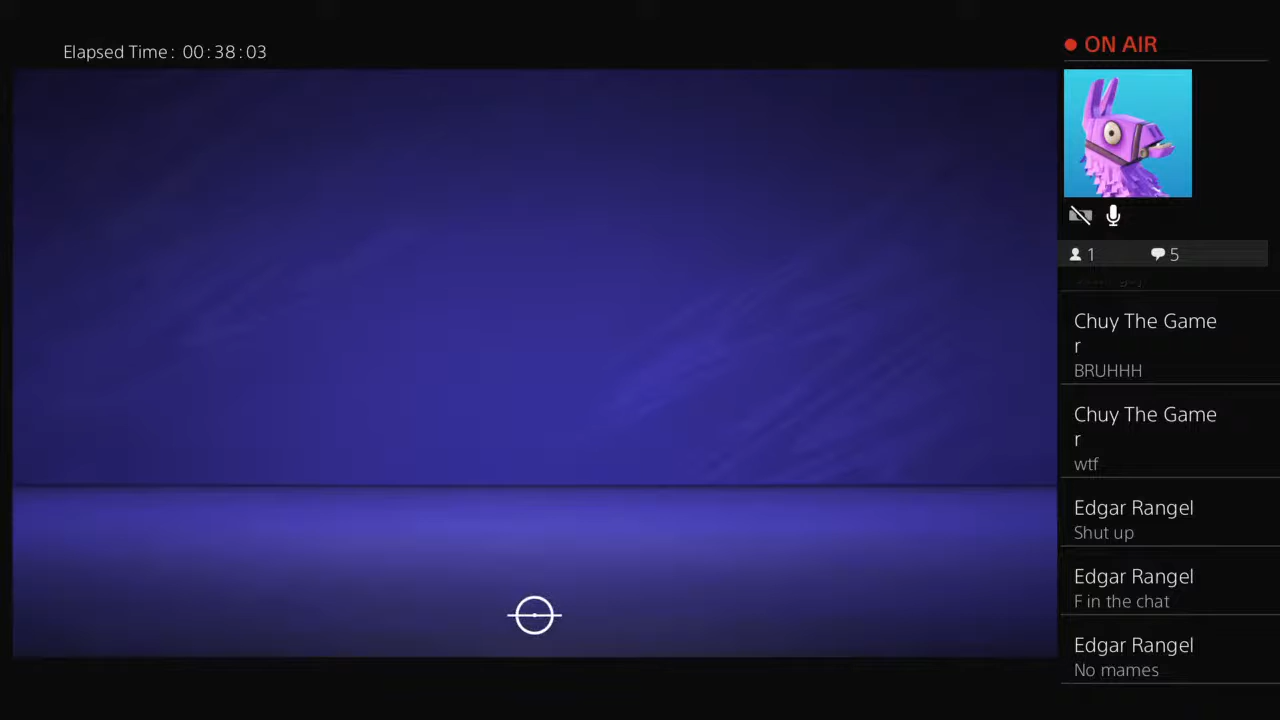 Elapsed Time: 00:38:03
ON AIR
1 5
Chuy The Game
r
BRUHHH
Chuy The Game
r
wtf
Edgar Rangel
Shut up
Edgar Rangel
F in the chat
Edgar Rangel
No mames